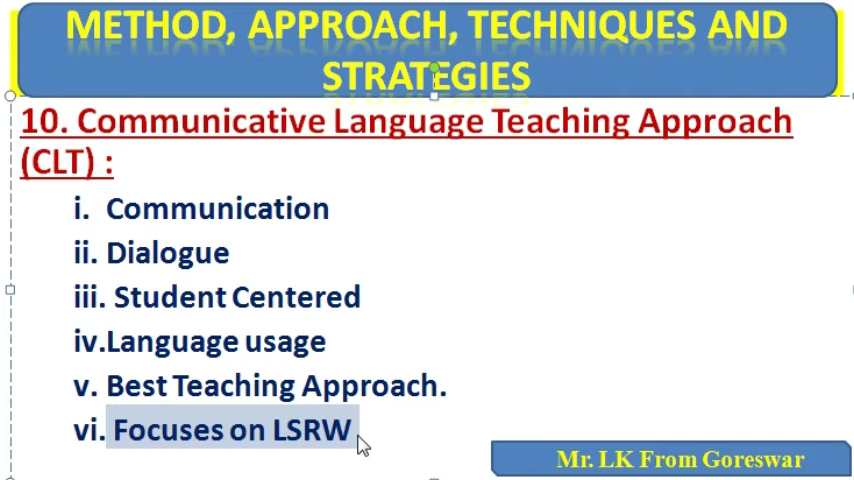 METHOD, APPROACH, TECHNIQUES AND
STRATEGIES
10. Communicative Language Teaching Approach
(CLT) :
i. Communication
ii. Dialogue
iii. Student Centered
iv.Language usage
v. Best Teaching Approach.
vi. Focuses on LSRW
Mr. LK From Goreswar